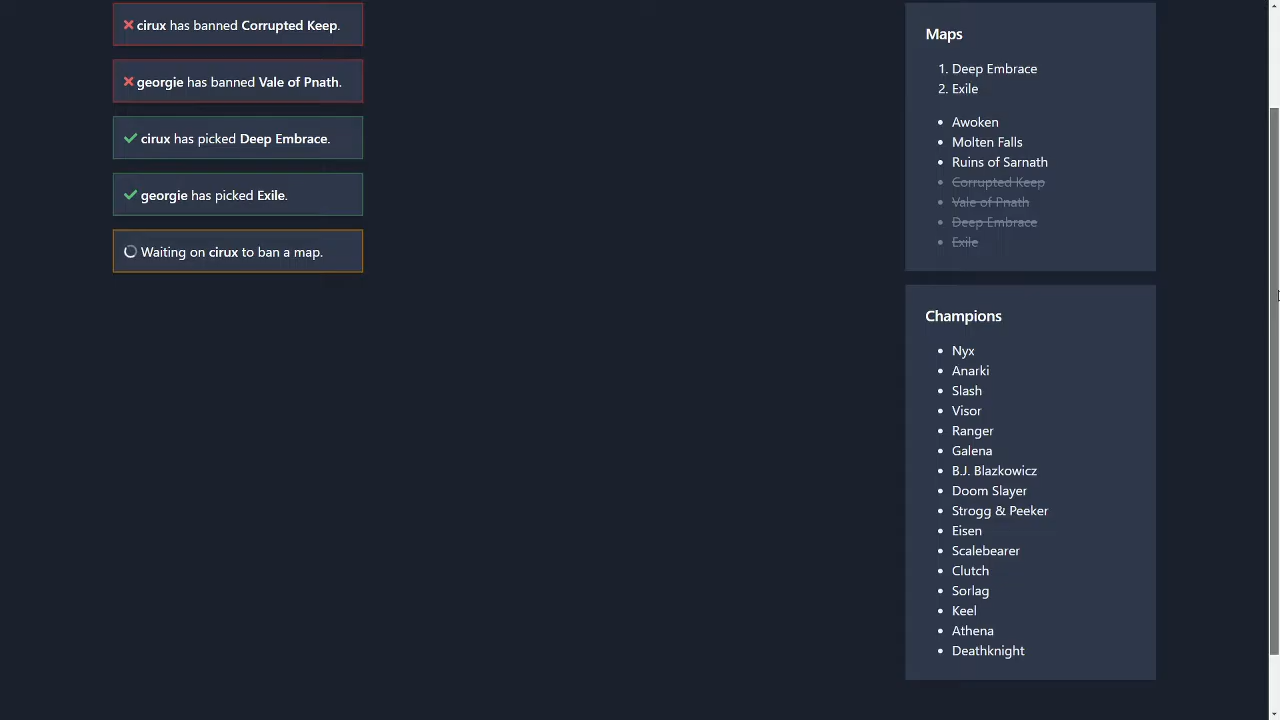 cirux has banned Corrupted Keep.
georgie has banned Vale of Pnath.
cirux has picked Deep Embrace.
georgie has picked Exile.
Waiting on cirux to ban a map.
Maps
1. Deep Embrace
2. Exile
Awoken
Molten Falls
Ruins of Sarnath
Corrupted Keep
Vale of Pnath
Deep Embrace
Exile
Champions
Nyx
Anarki
Slash
Visor
Ranger
Galena
B.J. Blazkowicz
Doom Slayer
Strogg & Peeker
Eisen
Scalebearer
Clutch
Sorlag
Keel
Athena
Deathknight